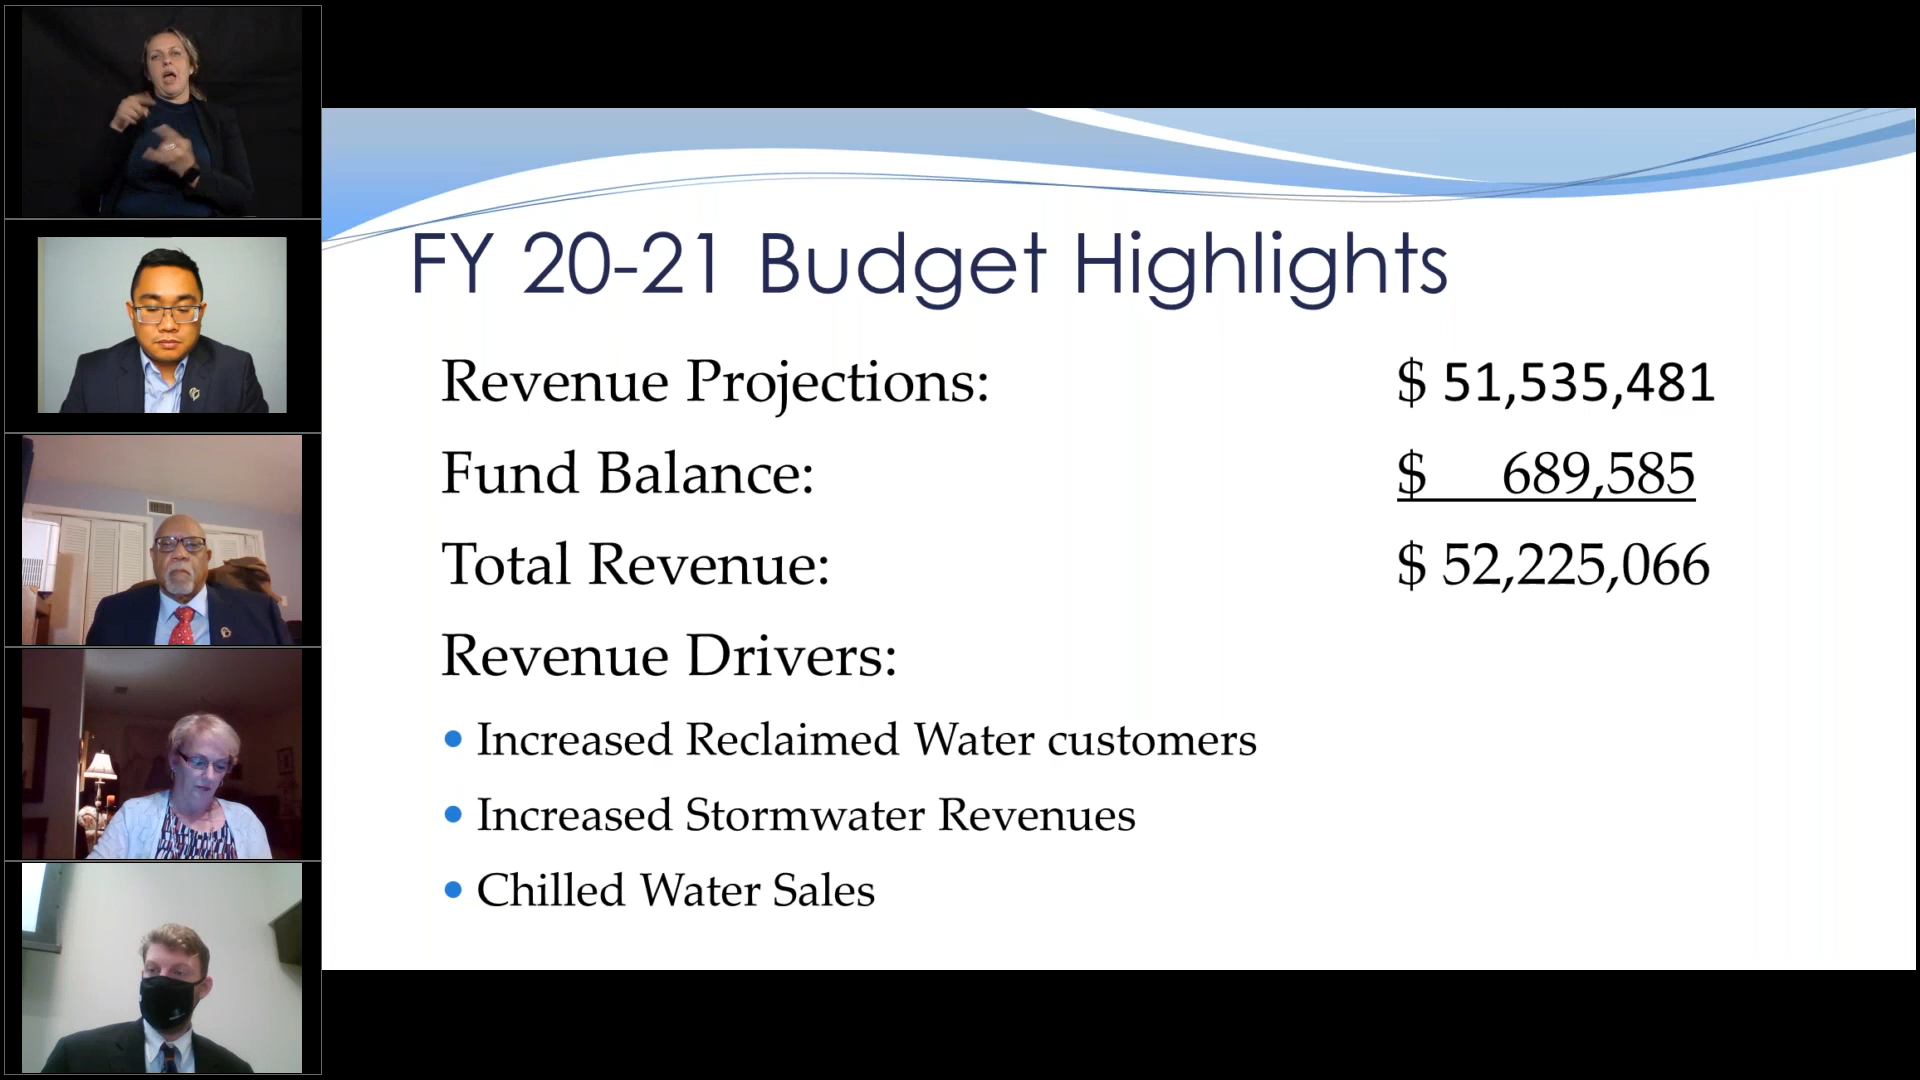 FY 20-21 Budget Highlights
Revenue Projections: $ 51,535,481
Fund Balance: $ 689,585
Total Revenue: $ 52,225,066
Revenue Drivers:
• Increased Reclaimed Water customers
• Increased Stormwater Revenues
• Chilled Water Sales